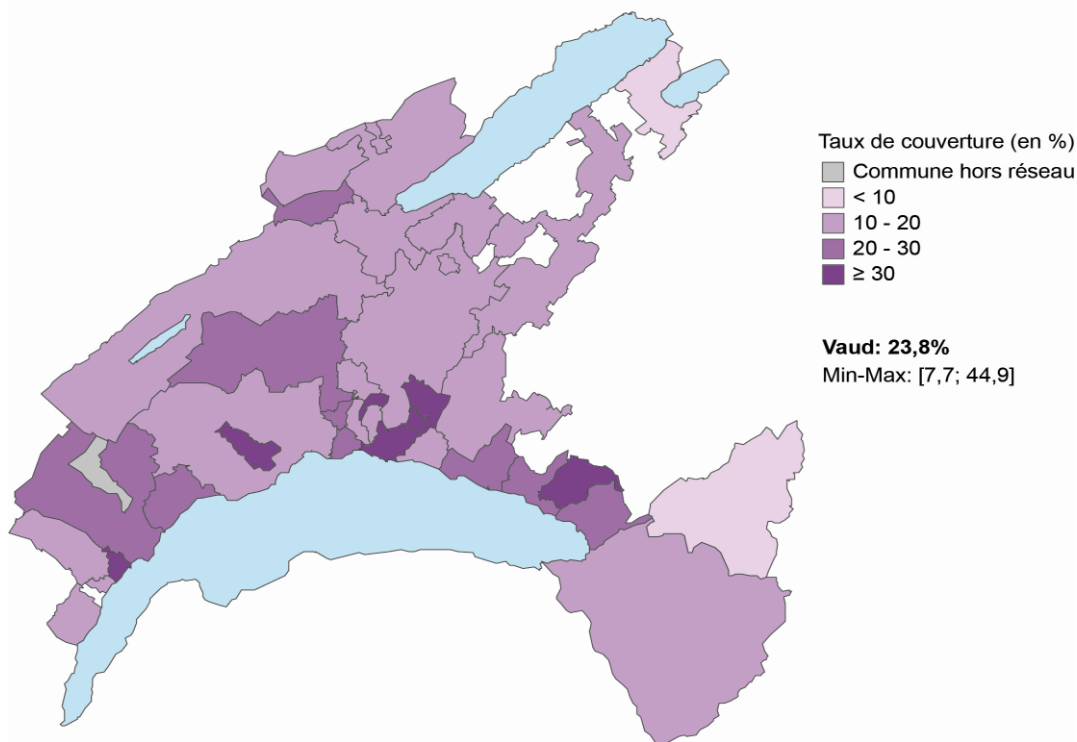 Taux de couverture (en %)
Commune hors réseau
< 10
10 - 20
20 - 30
≥ 30
Vaud: 23,8%
Min-Max: [7,7; 44,9]